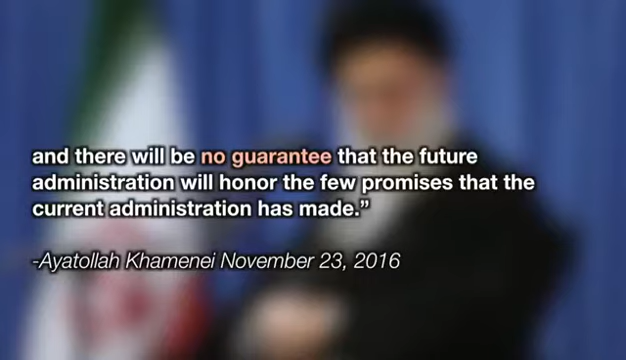 and there will be no guarantee that the future
administration will honor the few promises that the
current administration has made.”
-Ayatollah Khamenei November 23, 2016